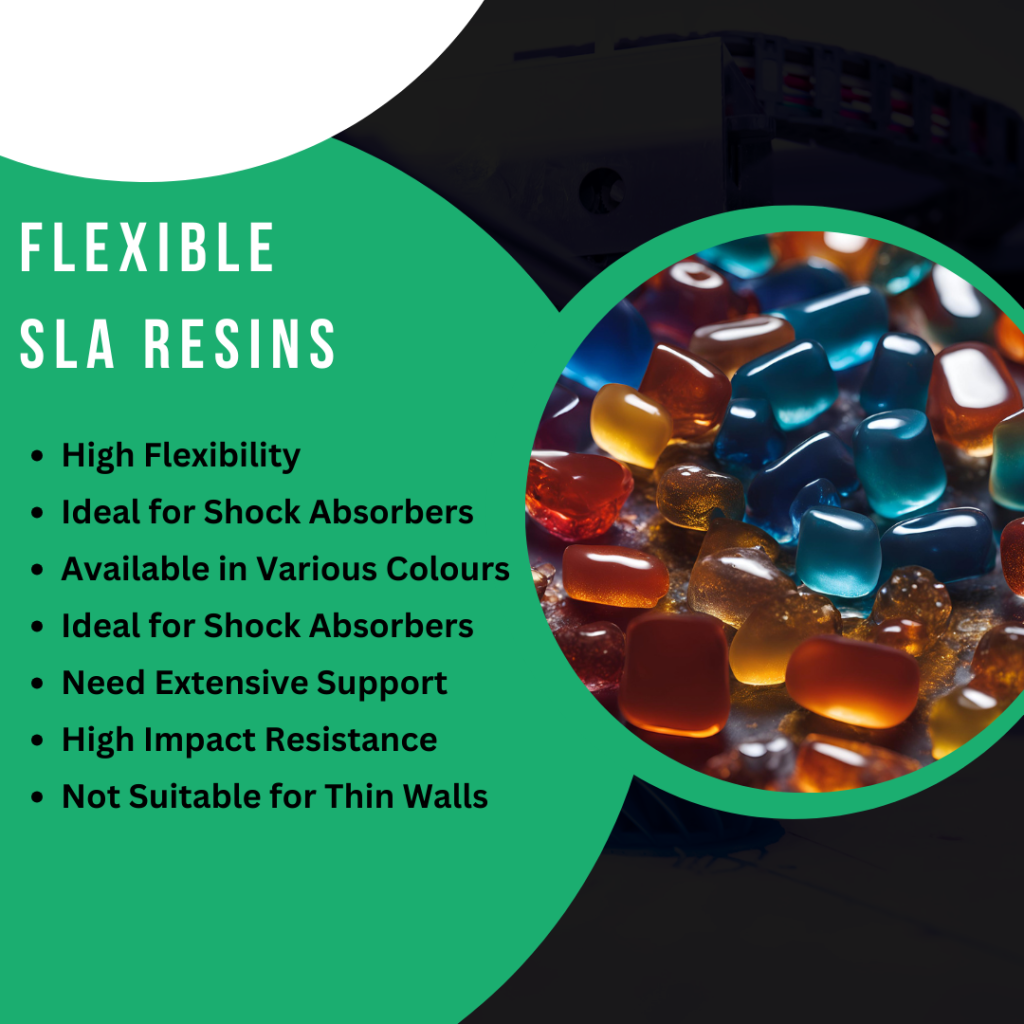 FLEXIBLE
SLA RESINS
• High Flexibility
• Ideal for Shock Absorbers
• Available in Various Colours
• Ideal for Shock Absorbers
• Need Extensive Support
• High Impact Resistance
• Not Suitable for Thin Walls